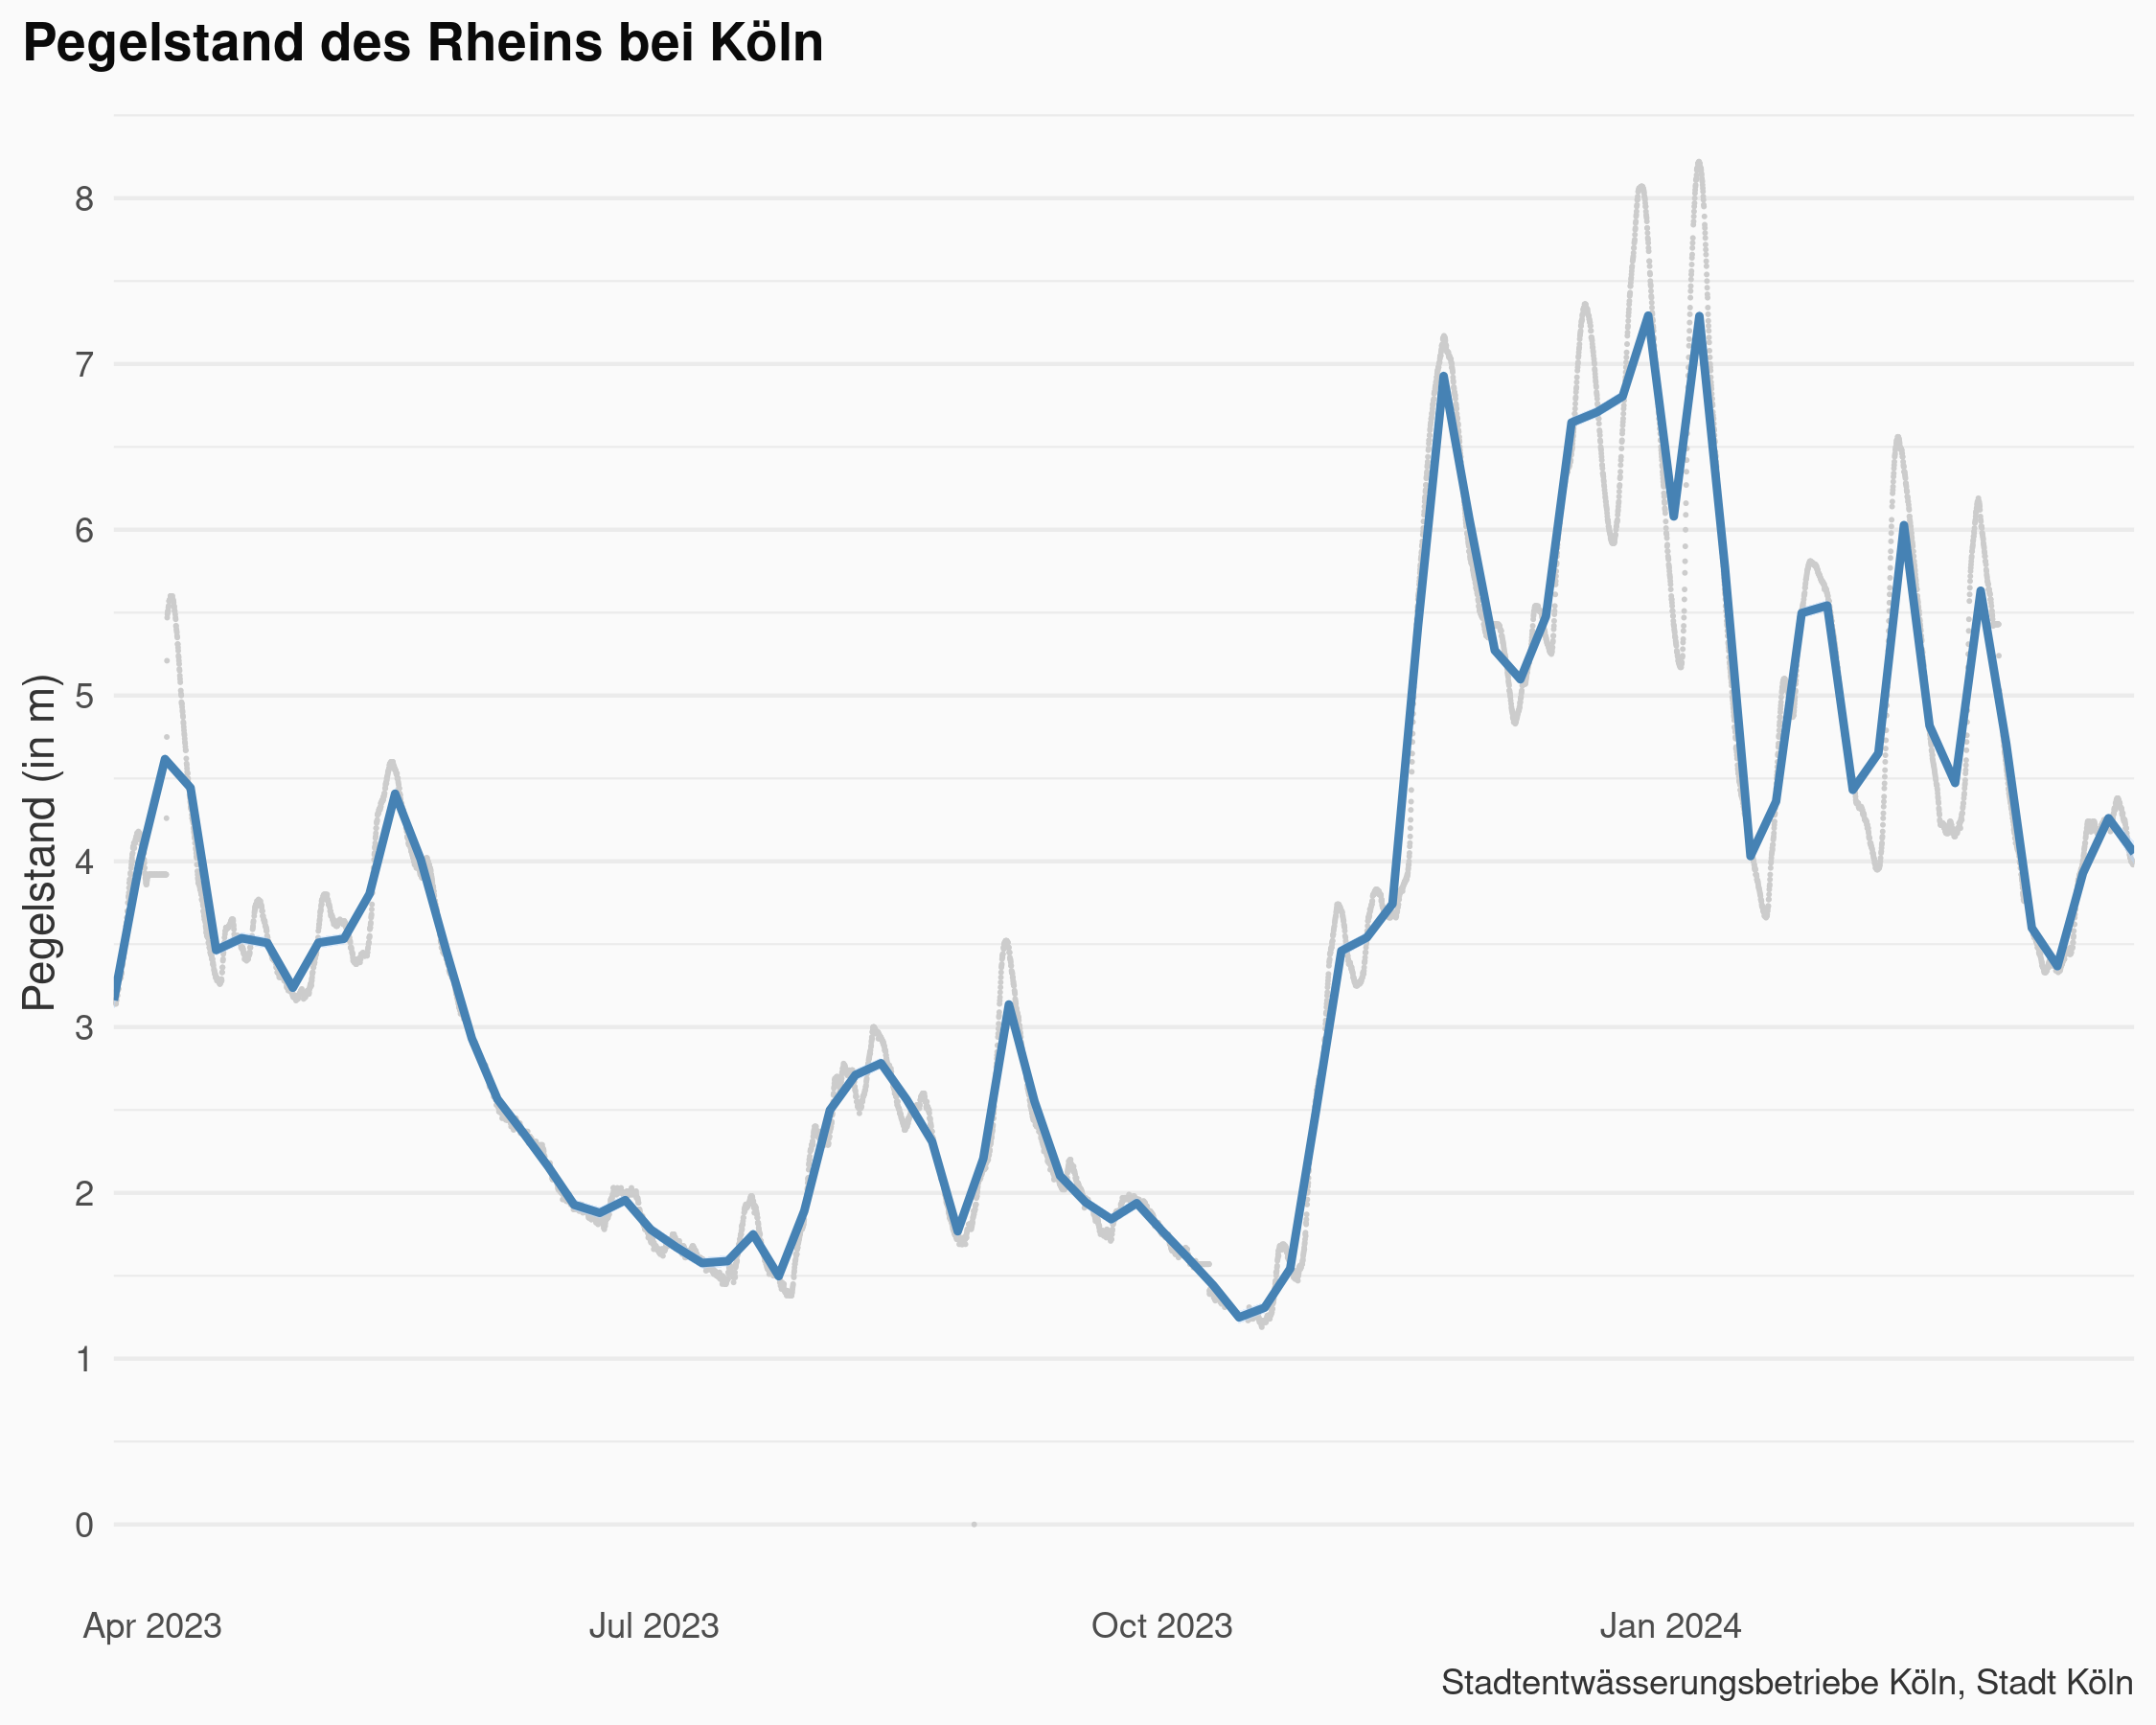 Pegelstand des Rheins bei Köln
Pegelstand (in m)
8
7
6
5
4
3
2
1
0
Apr 2023
Jul 2023
Oct 2023
Jan 2024
Stadtentwässerungsbetriebe Köln, Stadt Köln